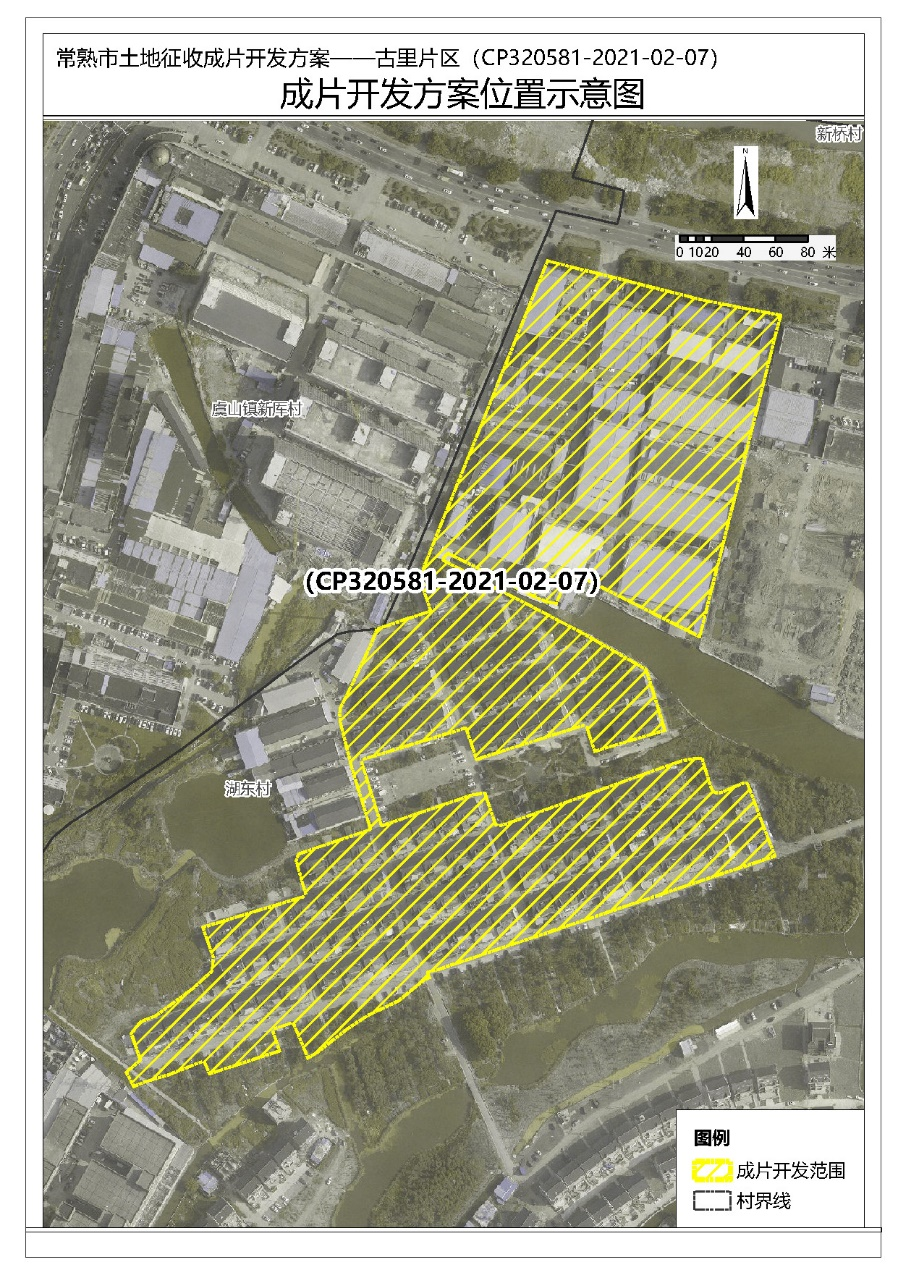 常熟市土地征收成片开发方案——古里片区（CP320581-2021-02-07）
成片开发方案位置示意图
新桥村
N
0 1020 40 60 80 米
虞山镇新厍村
(CP320581-2021-02-07)
湖东村
图例
成片开发范围
村界线